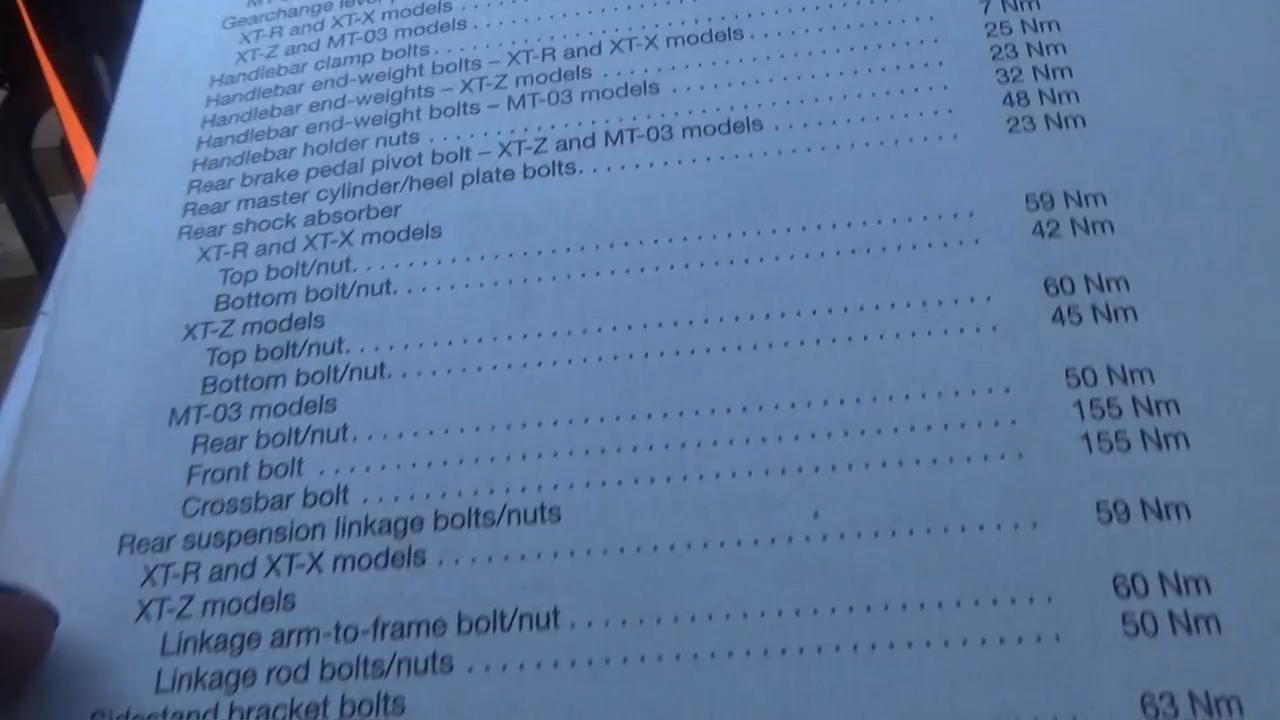 Gearchange
XT-R and XT-X models
XT-Z and MT-03 models
Handlebar clamp bolts
Handlebar end-weight bolts – XT-R and XT-X models 7 Nm
Handlebar end-weights – XT-Z models 25 Nm
Handlebar end-weight bolts – MT-03 models 23 Nm
Handlebar holder nuts 32 Nm
Rear brake pedal pivot bolt – XT-Z and MT-03 models 48 Nm
Rear master cylinder/heel plate bolts 23 Nm
Rear shock absorber
XT-R and XT-X models
Top bolt/nut 59 Nm
Bottom bolt/nut 42 Nm
XT-Z models
Top bolt/nut 60 Nm
Bottom bolt/nut 45 Nm
MT-03 models
Rear bolt/nut 50 Nm
Front bolt 155 Nm
Crossbar bolt 155 Nm
Rear suspension linkage bolts/nuts
XT-R and XT-X models 59 Nm
XT-Z models
Linkage arm-to-frame bolt/nut 60 Nm
Linkage rod bolts/nuts 50 Nm
Sidestand bracket bolts 63 Nm